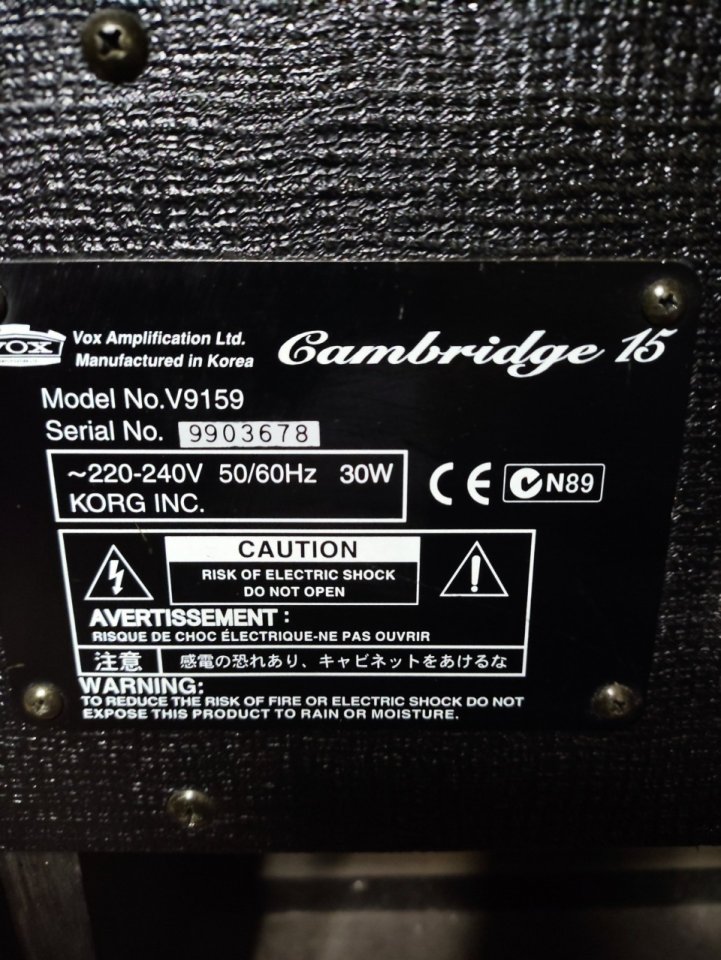 VOX
Vox Amplification Ltd.
Manufactured in Korea
Cambridge 15
Model No.V9159
Serial No. 9903678
~220-240V 50/60Hz 30W
KORG INC.
CE
N89
CAUTION
RISK OF ELECTRIC SHOCK
DO NOT OPEN
AVERTISSEMENT :
RISQUE DE CHOC ÉLECTRIQUE-NE PAS OUVRIR
注意 感電の恐れあり、キャビネットをあけるな
WARNING:
TO REDUCE THE RISK OF FIRE OR ELECTRIC SHOCK DO NOT
EXPOSE THIS PRODUCT TO RAIN OR MOISTURE.